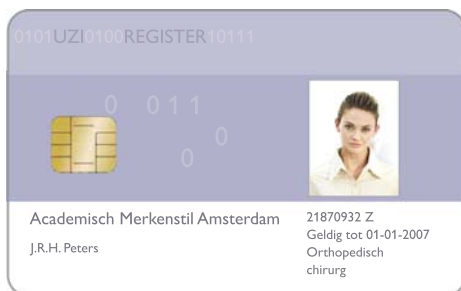 0101UZI0100REGISTER10111
0 011
0
0
Academisch Merkenstil Amsterdam
J.R.H. Peters
21870932 Z
Geldig tot 01-01-2007
Orthopedisch
chirurg